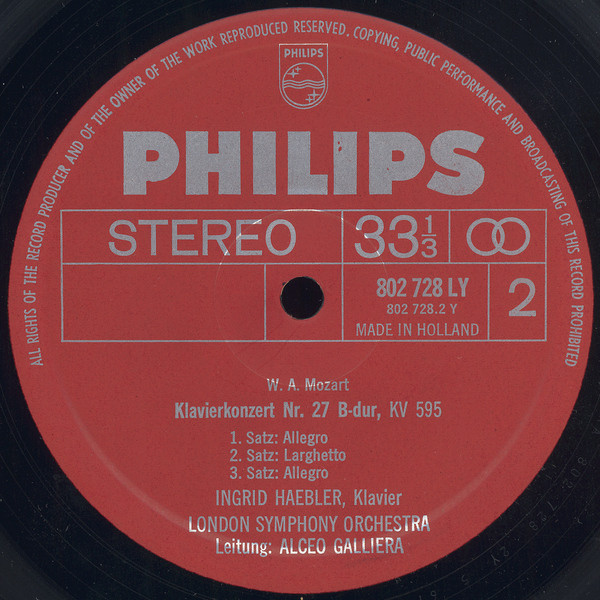 ALL RIGHTS OF THE RECORD PRODUCER AND OF THE OWNER OF THE WORK REPRODUCED RESERVED. COPYING, PUBLIC PERFORMANCE AND BROADCASTING OF THIS RECORD PROHIBITED
PHILIPS
PHILIPS
STEREO 33 1/3
802 728 LY
802 728.2 Y
MADE IN HOLLAND
2
W. A. Mozart
Klavierkonzert Nr. 27 B-dur, KV 595
1. Satz: Allegro
2. Satz: Larghetto
3. Satz: Allegro
INGRID HAEBLER, Klavier
LONDON SYMPHONY ORCHESTRA
Leitung: ALCEO GALLIERA